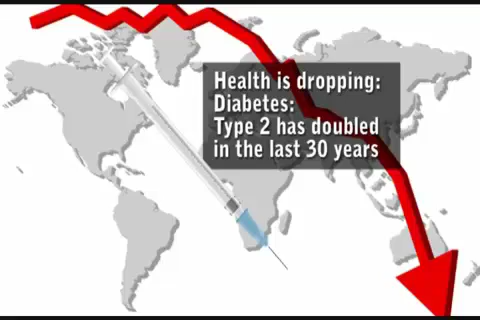 Health is dropping:
Diabetes:
Type 2 has doubled
in the last 30 years